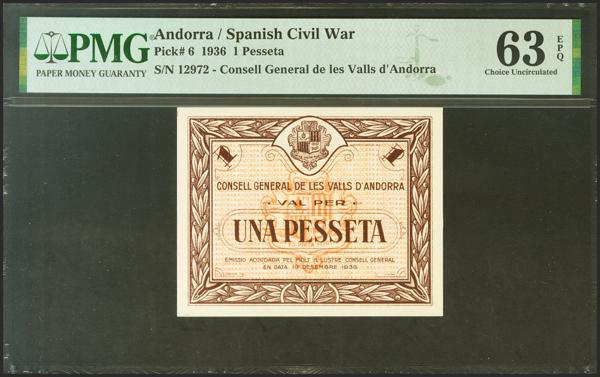 PMG
PAPER MONEY GUARANTY
Andorra / Spanish Civil War
Pick# 6 1936 1 Pesseta
S/N 12972 - Consell General de les Valls d'Andorra
63 EPQ
Choice Uncirculated
1 1
CONSELL GENERAL DE LES VALLS D'ANDORRA
VAL PER
UNA PESSETA
EMISSIO ACORDADA PEL MOLT IL·LUSTRE CONSELL GENERAL
EN DATA 19 DESEMBRE 1936